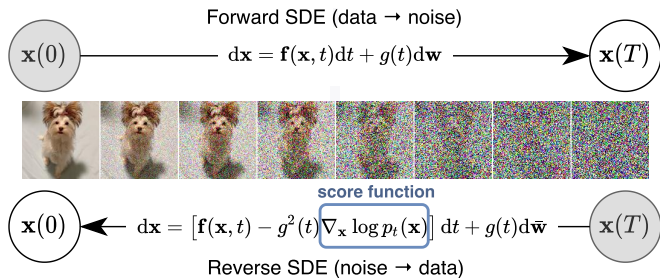 Forward SDE (data → noise)
x(0) dx = f(x, t)dt + g(t)dw x(T)
score function
x(0) dx = [f(x, t) − g²(t)∇ₓ log pₜ(x)] dt + g(t)dw̄ x(T)
Reverse SDE (noise → data)